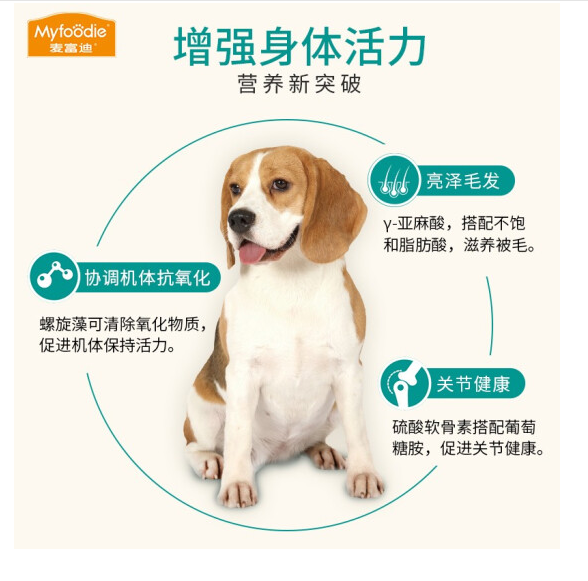 Myfoodie
麦富迪®
增强身体活力
营养新突破
亮泽毛发
γ-亚麻酸，搭配不饱
和脂肪酸，滋养被毛。
协调机体抗氧化
螺旋藻可清除氧化物质，
促进机体保持活力。
关节健康
硫酸软骨素搭配葡萄
糖胺，促进关节健康。